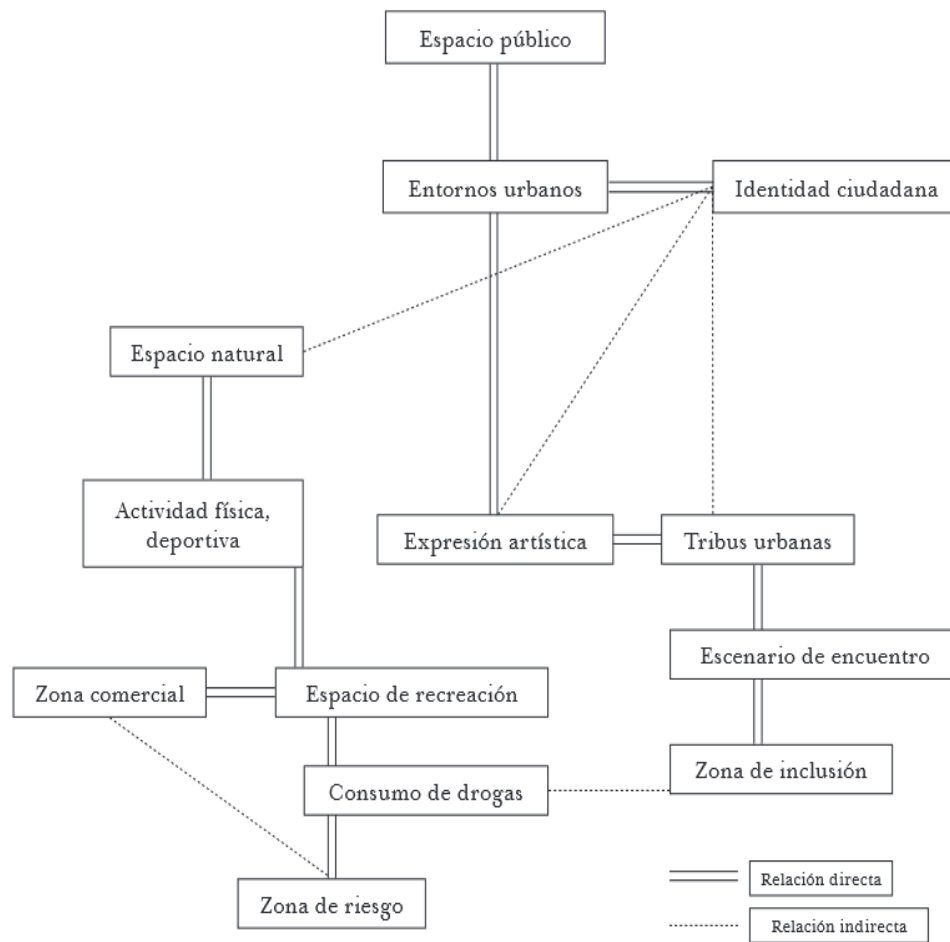 Espacio público
Entornos urbanos
Identidad ciudadana
Espacio natural
Actividad física,
deportiva
Expresión artística
Tribus urbanas
Escenario de encuentro
Zona comercial
Espacio de recreación
Zona de inclusión
Consumo de drogas
Zona de riesgo
Relación directa
Relación indirecta